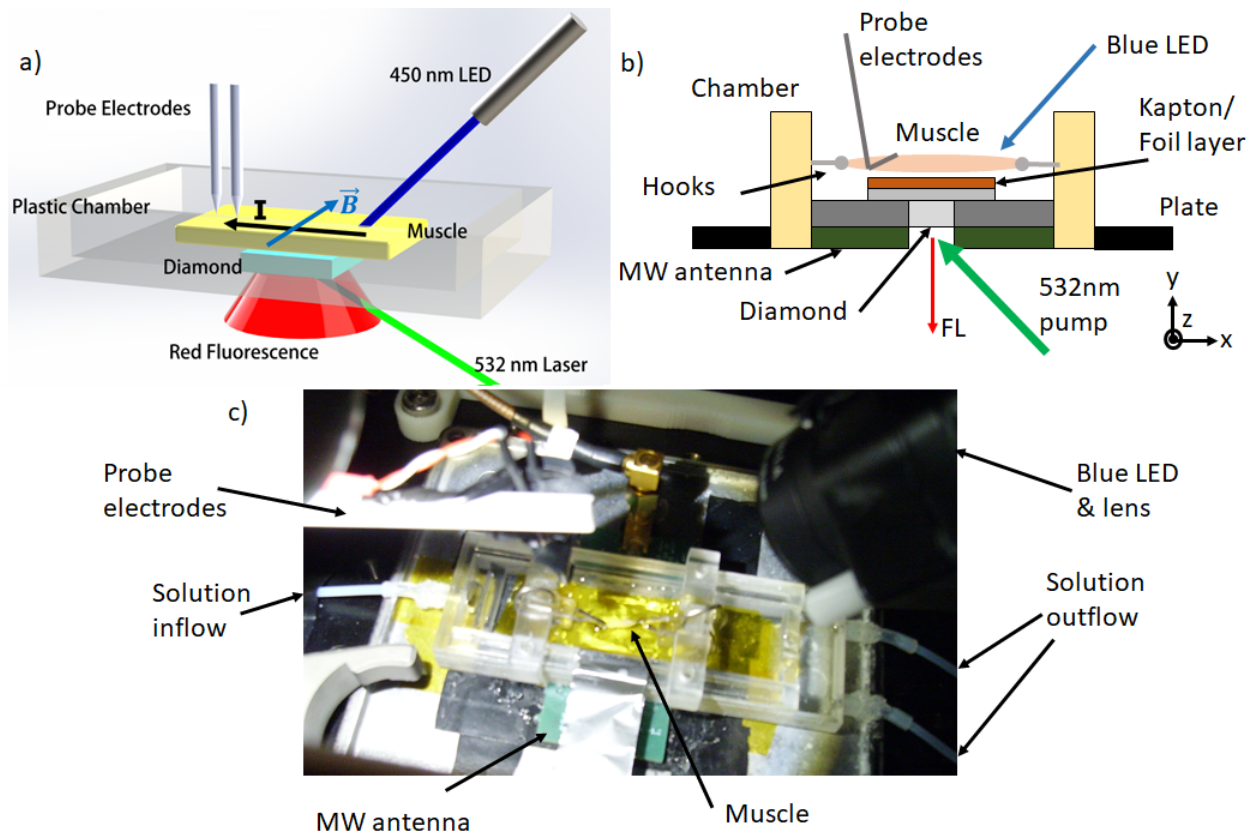 a)
450 nm LED
Probe Electrodes
I
B
Plastic Chamber
Muscle
Diamond
Red Fluorescence
532 nm Laser
b)
Probe
electrodes
Blue LED
Chamber
Muscle
Kapton/
Foil layer
Hooks
Plate
MW antenna
Diamond
FL
532nm
pump
y
z
x
c)
Probe
electrodes
Blue LED
& lens
Solution
inflow
Solution
outflow
MW antenna
Muscle